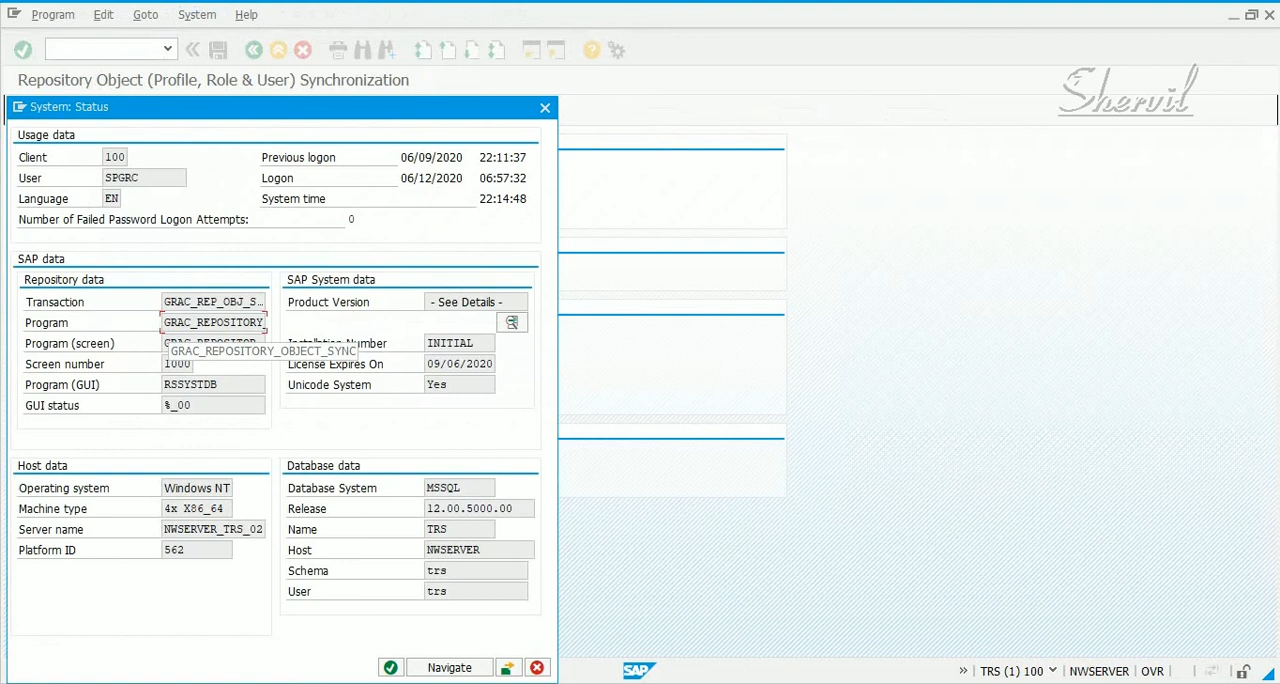 Program Edit Goto System Help
Repository Object (Profile, Role & User) Synchronization
Shervil
System: Status
Usage data
Client 100 Previous logon 06/09/2020 22:11:37
User SPGRC Logon 06/12/2020 06:57:32
Language EN System time 22:14:48
Number of Failed Password Logon Attempts: 0
SAP data
Repository data SAP System data
Transaction GRAC_REP_OBJ_S... Product Version - See Details -
Program GRAC_REPOSITORY
Program (screen) Installation Number INITIAL
GRAC_REPOSITORY_OBJECT_SYNC
Screen number 1000 License Expires On 09/06/2020
Program (GUI) RSSYSTDB Unicode System Yes
GUI status %_00
Host data Database data
Operating system Windows NT Database System MSSQL
Machine type 4x X86_64 Release 12.00.5000.00
Server name NWSERVER_TRS_02 Name TRS
Platform ID 562 Host NWSERVER
Schema trs
User trs
Navigate
SAP » TRS (1) 100 NWSERVER OVR